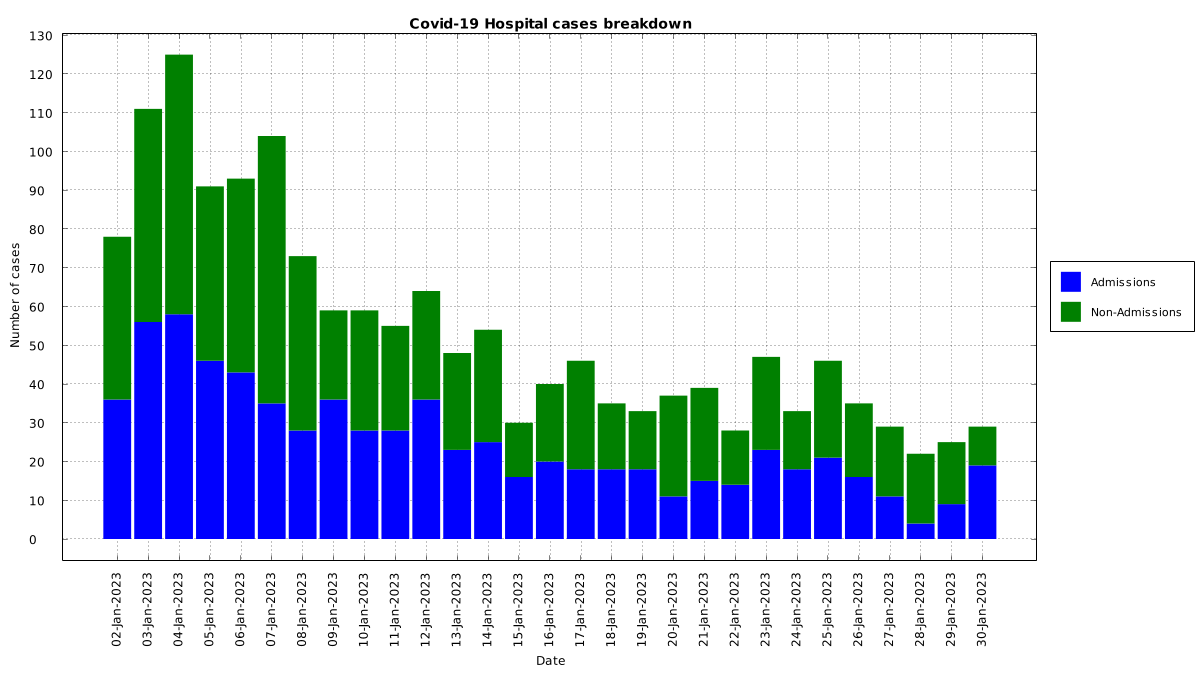 Covid-19 Hospital cases breakdown
130
120
110
100
90
80
70
60
50
40
30
20
10
0
Number of cases
02-Jan-2023
03-Jan-2023
04-Jan-2023
05-Jan-2023
06-Jan-2023
07-Jan-2023
08-Jan-2023
09-Jan-2023
10-Jan-2023
11-Jan-2023
12-Jan-2023
13-Jan-2023
14-Jan-2023
15-Jan-2023
16-Jan-2023
17-Jan-2023
18-Jan-2023
19-Jan-2023
20-Jan-2023
21-Jan-2023
22-Jan-2023
23-Jan-2023
24-Jan-2023
25-Jan-2023
26-Jan-2023
27-Jan-2023
28-Jan-2023
29-Jan-2023
30-Jan-2023
Date
Admissions
Non-Admissions